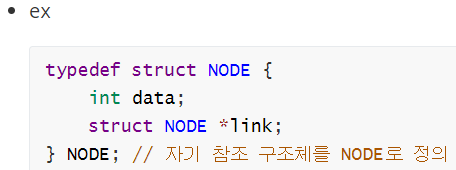 ex
typedef struct NODE {
    int data;
    struct NODE *link;
} NODE; // 자기 참조 구조체를 NODE로 정의